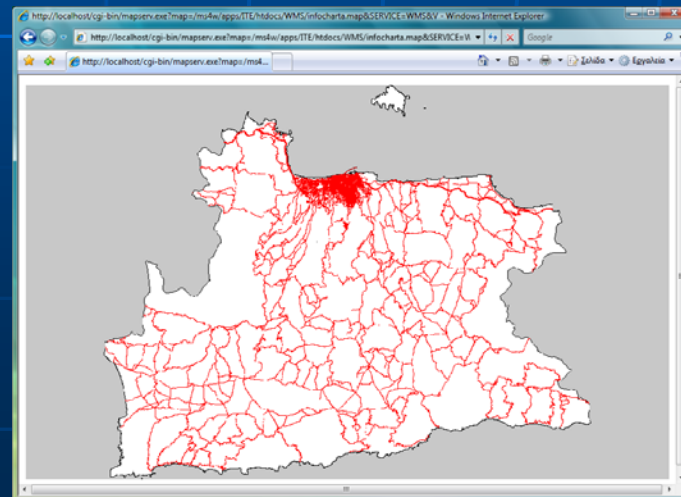 http://localhost/cgi-bin/mapserv.exe?map=/ms4w/apps/ITE/htdocs/WMS/infocharta.map&SERVICE=WMS&V - Windows Internet Explorer
http://localhost/cgi-bin/mapserv.exe?map=/ms4w/apps/ITE/htdocs/WMS/infocharta.map&SERVICE=WMS&V
Google
http://localhost/cgi-bin/mapserv.exe?map=/ms4...
Σελίδα
Εργαλεία